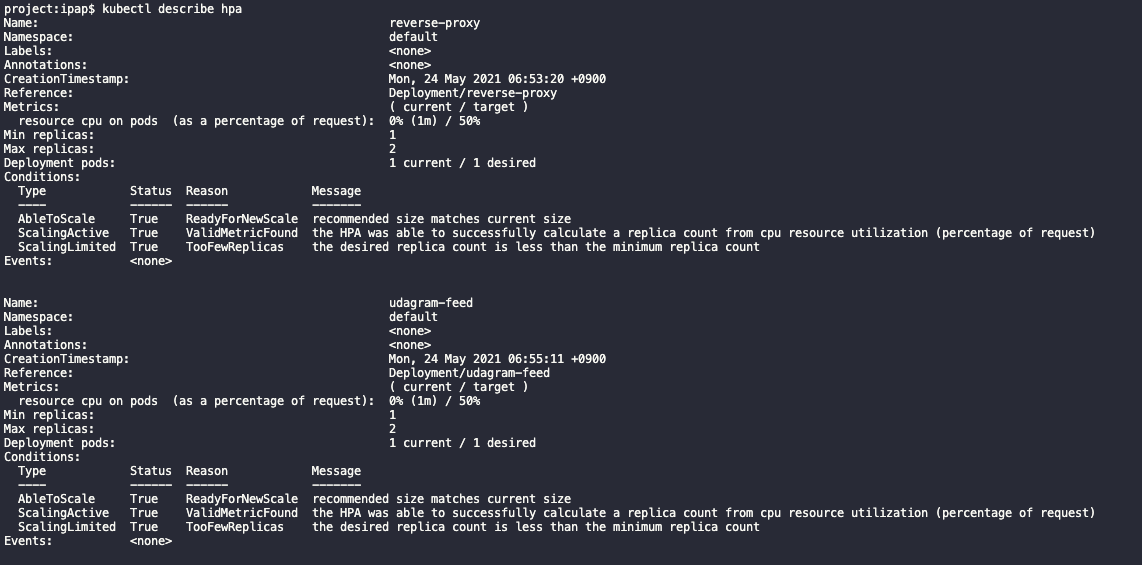 project:ipap$ kubectl describe hpa
Name:                                                  reverse-proxy
Namespace:                                             default
Labels:                                                <none>
Annotations:                                           <none>
CreationTimestamp:                                     Mon, 24 May 2021 06:53:20 +0900
Reference:                                             Deployment/reverse-proxy
Metrics:                                               ( current / target )
  resource cpu on pods  (as a percentage of request):  0% (1m) / 50%
Min replicas:                                          1
Max replicas:                                          2
Deployment pods:                                       1 current / 1 desired
Conditions:
  Type            Status  Reason            Message
  ----            ------  ------            -------
  AbleToScale     True    ReadyForNewScale  recommended size matches current size
  ScalingActive   True    ValidMetricFound  the HPA was able to successfully calculate a replica count from cpu resource utilization (percentage of request)
  ScalingLimited  True    TooFewReplicas    the desired replica count is less than the minimum replica count
Events:           <none>
Name:                                                  udagram-feed
Namespace:                                             default
Labels:                                                <none>
Annotations:                                           <none>
CreationTimestamp:                                     Mon, 24 May 2021 06:55:11 +0900
Reference:                                             Deployment/udagram-feed
Metrics:                                               ( current / target )
  resource cpu on pods  (as a percentage of request):  0% (1m) / 50%
Min replicas:                                          1
Max replicas:                                          2
Deployment pods:                                       1 current / 1 desired
Conditions:
  Type            Status  Reason            Message
  ----            ------  ------            -------
  AbleToScale     True    ReadyForNewScale  recommended size matches current size
  ScalingActive   True    ValidMetricFound  the HPA was able to successfully calculate a replica count from cpu resource utilization (percentage of request)
  ScalingLimited  True    TooFewReplicas    the desired replica count is less than the minimum replica count
Events:           <none>